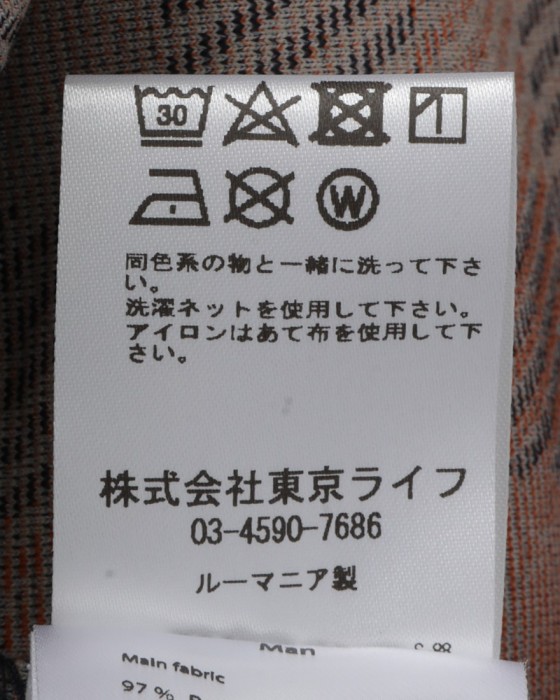 30
W
同色系の物と一緒に洗って下さ
い。
洗濯ネットを使用して下さい。
アイロンはあて布を使用して下
さい。
株式会社東京ライフ
03-4590-7686
ルーマニア製
Man
Main fabric
97 %